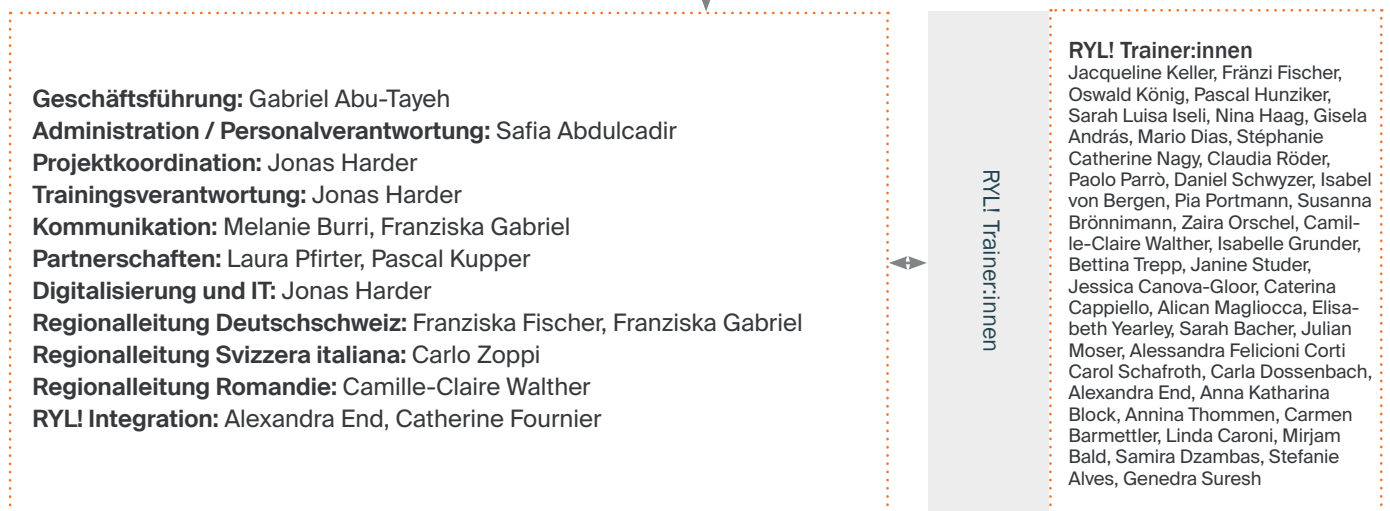 Geschäftsführung: Gabriel Abu-Tayeh
Administration / Personalverantwortung: Safia Abdulcadir
Projektkoordination: Jonas Harder
Trainingsverantwortung: Jonas Harder
Kommunikation: Melanie Burri, Franziska Gabriel
Partnerschaften: Laura Pfirter, Pascal Kupper
Digitalisierung und IT: Jonas Harder
Regionalleitung Deutschschweiz: Franziska Fischer, Franziska Gabriel
Regionalleitung Svizzera italiana: Carlo Zoppi
Regionalleitung Romandie: Camille-Claire Walther
RYL! Integration: Alexandra End, Catherine Fournier
RYL! Trainer:innen
RYL! Trainer:innen
Jacqueline Keller, Fränzi Fischer,
Oswald König, Pascal Hunziker,
Sarah Luisa Iseli, Nina Haag, Gisela
András, Mario Dias, Stéphanie
Catherine Nagy, Claudia Röder,
Paolo Parrò, Daniel Schwyzer, Isabel
von Bergen, Pia Portmann, Susanna
Brönnimann, Zaira Orschel, Camil-
le-Claire Walther, Isabelle Grunder,
Bettina Trepp, Janine Studer,
Jessica Canova-Gloor, Caterina
Cappiello, Alican Magliocca, Elisa-
beth Yearley, Sarah Bacher, Julian
Moser, Alessandra Felicioni Corti
Carol Schafroth, Carla Dossenbach,
Alexandra End, Anna Katharina
Block, Annina Thommen, Carmen
Barmettler, Linda Caroni, Mirjam
Bald, Samira Dzambas, Stefanie
Alves, Genedra Suresh